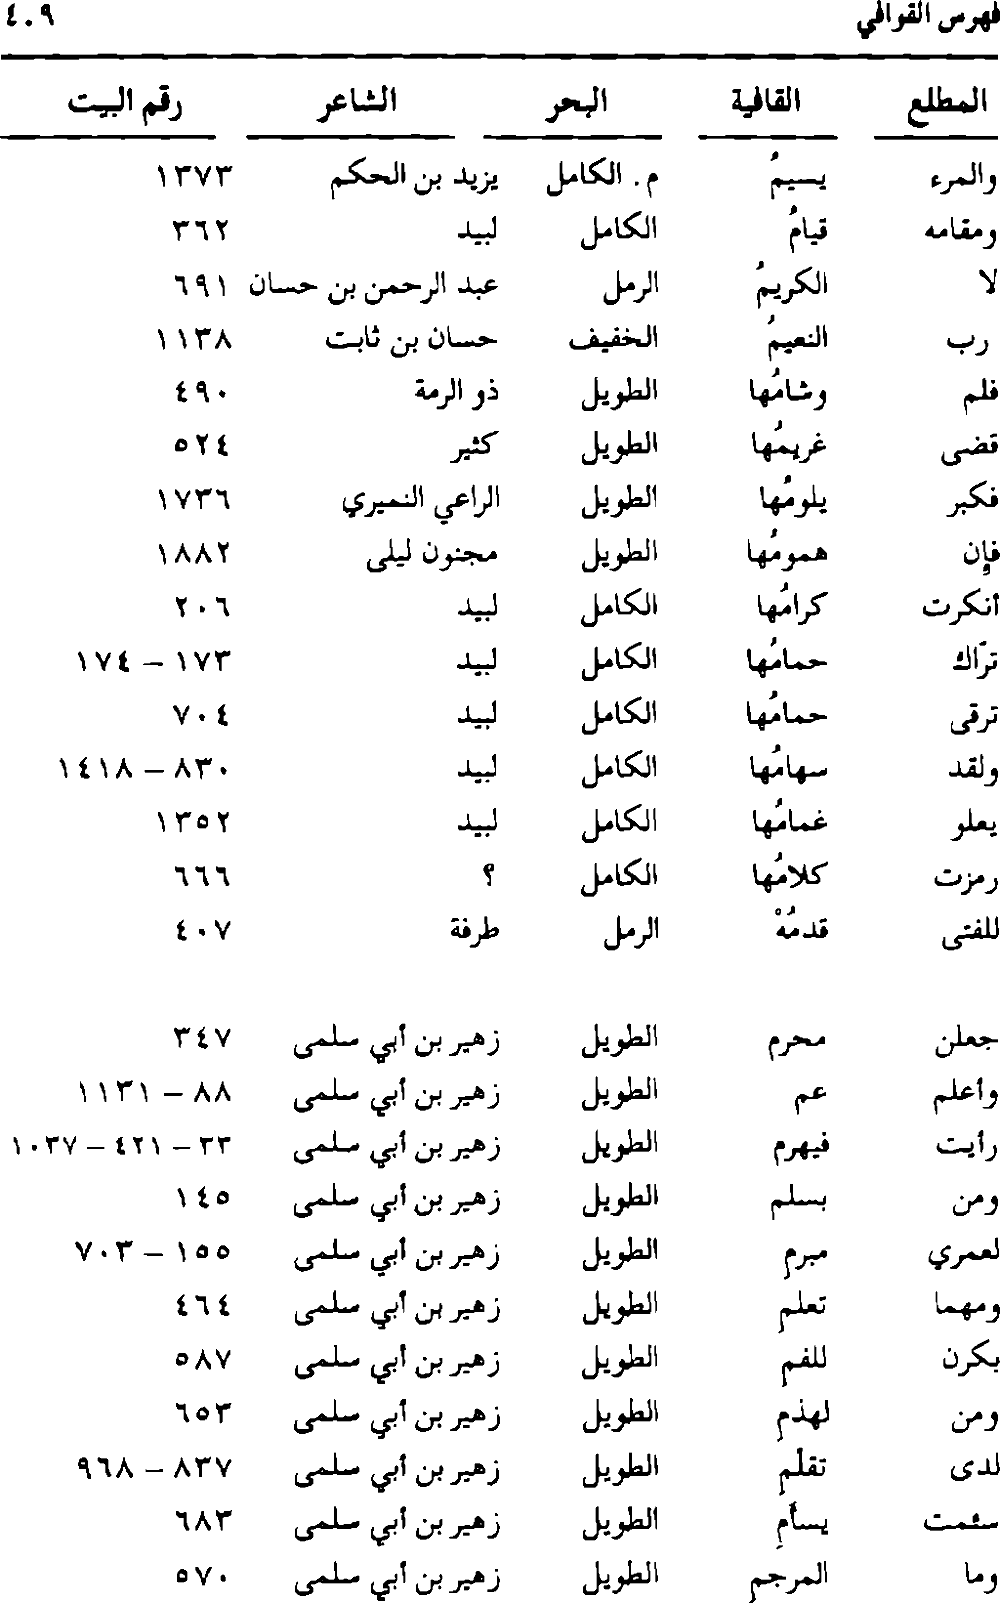 فهرس القوافي ٤٠٩
المطلع القافية البحر الشاعر رقم البيت
والمرء يسيمُ م. الكامل يزيد بن الحكم ١٣٧٣
ومقامه قيامُ الكامل لبيد ٣٦٢
لا الكريمُ الرمل عبد الرحمن بن حسان ٦٩١
رب النعيمُ الخفيف حسان بن ثابت ١١٣٨
فلم وشامُها الطويل ذو الرمة ٤٩٠
قضى غريمُها الطويل كثير ٥٢٤
فكبر يلومُها الطويل الراعي النميري ١٧٣٦
فإن همومُها الطويل مجنون ليلى ١٨٨٢
أنكرت كرامُها الكامل لبيد ٢٠٦
ترّاك حمامُها الكامل لبيد ١٧٣ – ١٧٤
ترقى حمامُها الكامل لبيد ٧٠٤
ولقد سهامُها الكامل لبيد ٨٣٠ – ١٤١٨
يعلو غمامُها الكامل لبيد ١٣٥٢
رمزت كلامُها الكامل ؟ ٦٦٦
للفتى قدمُهْ الرمل طرفة ٤٠٧
جعلن محرم الطويل زهير بن أبي سلمى ٣٤٧
وأعلم عم الطويل زهير بن أبي سلمى ٨٨ – ١١٣١
رأيت فيهرم الطويل زهير بن أبي سلمى ٣٣ – ٤٢١ – ١٠٣٧
ومن بسلم الطويل زهير بن أبي سلمى ١٤٥
لعمري مبرم الطويل زهير بن أبي سلمى ١٥٥ – ٧٠٣
ومهما تعلمِ الطويل زهير بن أبي سلمى ٤٦٤
بكرن للفمِ الطويل زهير بن أبي سلمى ٥٨٧
ومن لهذمِ الطويل زهير بن أبي سلمى ٦٥٣
لدى تقلّمِ الطويل زهير بن أبي سلمى ٨٣٧ – ٩٦٨
سئمت يسأمِ الطويل زهير بن أبي سلمى ٦٨٣
وما المرجم الطويل زهير بن أبي سلمى ٥٧٠